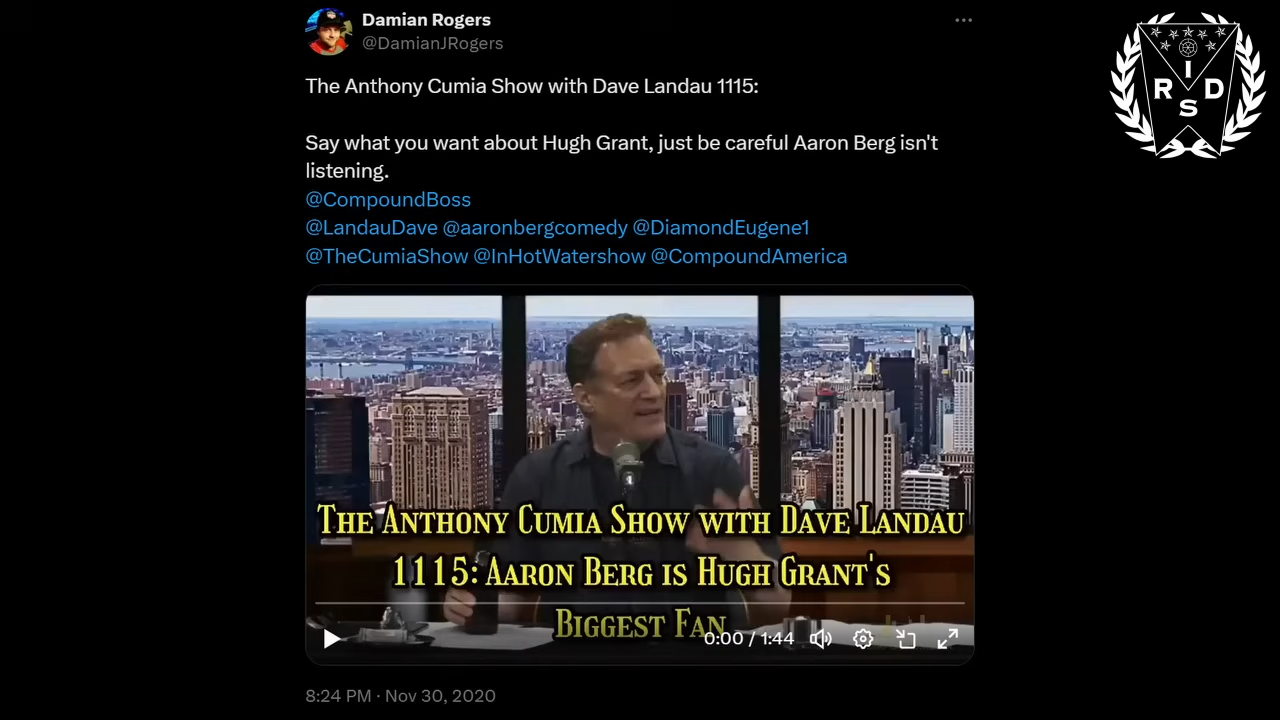 Damian Rogers
@DamianJRogers
The Anthony Cumia Show with Dave Landau 1115:
Say what you want about Hugh Grant, just be careful Aaron Berg isn't
listening.
@CompoundBoss
@LandauDave @aaronbergcomedy @DiamondEugene1
@TheCumiaShow @InHotWatershow @CompoundAmerica
The Anthony Cumia Show with Dave Landau
1115: Aaron Berg is Hugh Grant's
Biggest Fan
0:00 / 1:44
8:24 PM · Nov 30, 2020
I
R D
S